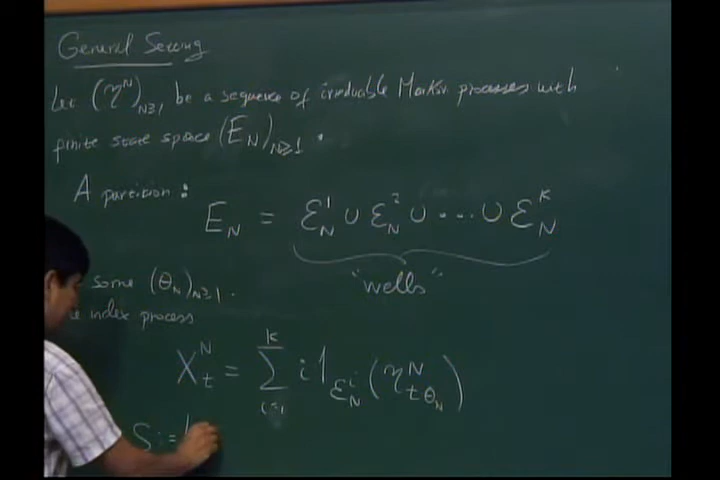 General Setting
Let (η^N)_{N≥1} be a sequence of irreducible Markov processes with
finite state space (E_N)_{N≥1}.
A partition:
E_N = ℰ_N^1 ∪ ℰ_N^2 ∪ ... ∪ ℰ_N^K
"wells"
some (θ_N)_{N≥1}.
index process
X_t^N = ∑_{i=1}^K i 1_{ℰ_N^i} (η^N_{tθ_N})
S :=